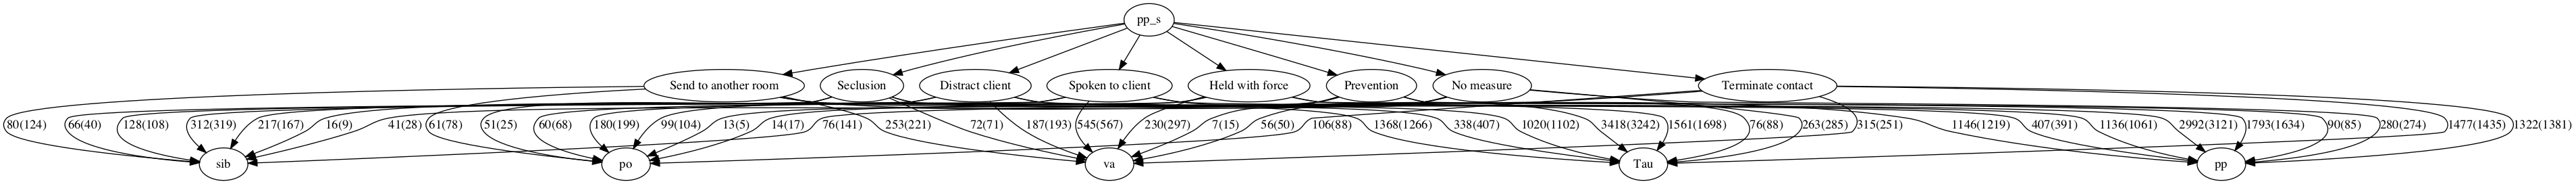 pp_s
Send to another room
Seclusion
Distract client
Spoken to client
Held with force
Prevention
No measure
Terminate contact
80(124)
66(40)
128(108)
312(319)
217(167)
16(9)
41(28)
61(78)
51(25)
60(68)
180(199)
99(104)
13(5)
14(17)
76(141)
253(221)
72(71)
187(193)
545(567)
230(297)
7(15)
56(50)
106(88)
1368(1266)
338(407)
1020(1102)
3418(3242)
1561(1698)
76(88)
263(285)
315(251)
1146(1219)
407(391)
1136(1061)
2992(3121)
1793(1634)
90(85)
280(274)
1477(1435)
1322(1381)
sib
po
va
Tau
pp